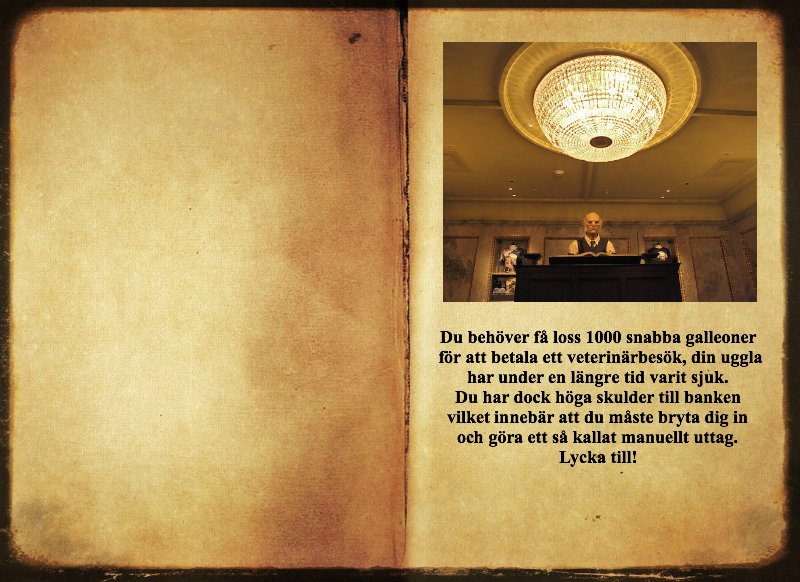 Du behöver få loss 1000 snabba galleoner
för att betala ett veterinärbesök, din uggla
har under en längre tid varit sjuk.
Du har dock höga skulder till banken
vilket innebär att du måste bryta dig in
och göra ett så kallat manuellt uttag.
Lycka till!